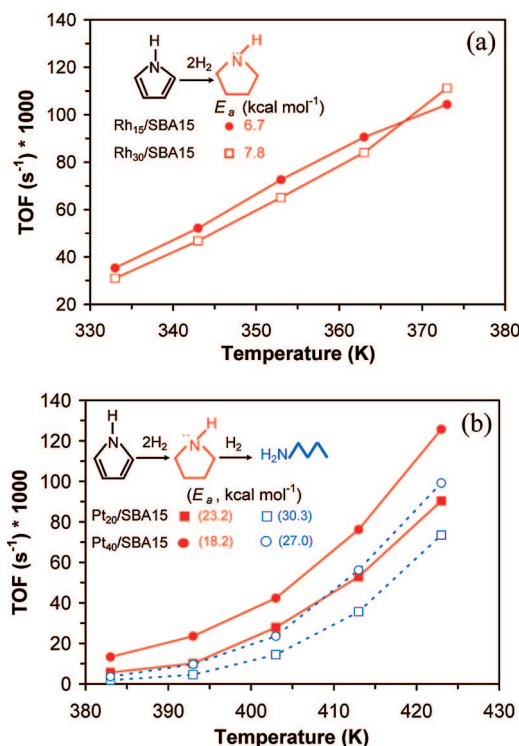 (a)
H
N
2H₂
H
N
Eₐ (kcal mol⁻¹)
Rh₁₅/SBA15 6.7
Rh₃₀/SBA15 7.8
TOF (s⁻¹) * 1000
140
120
100
80
60
40
20
330 340 350 360 370 380
Temperature (K)
(b)
H
N
2H₂
H
N
H₂
H₂N
(Eₐ, kcal mol⁻¹)
Pt₂₀/SBA15 (23.2) (30.3)
Pt₄₀/SBA15 (18.2) (27.0)
TOF (s⁻¹) * 1000
140
120
100
80
60
40
20
0
380 390 400 410 420 430
Temperature (K)